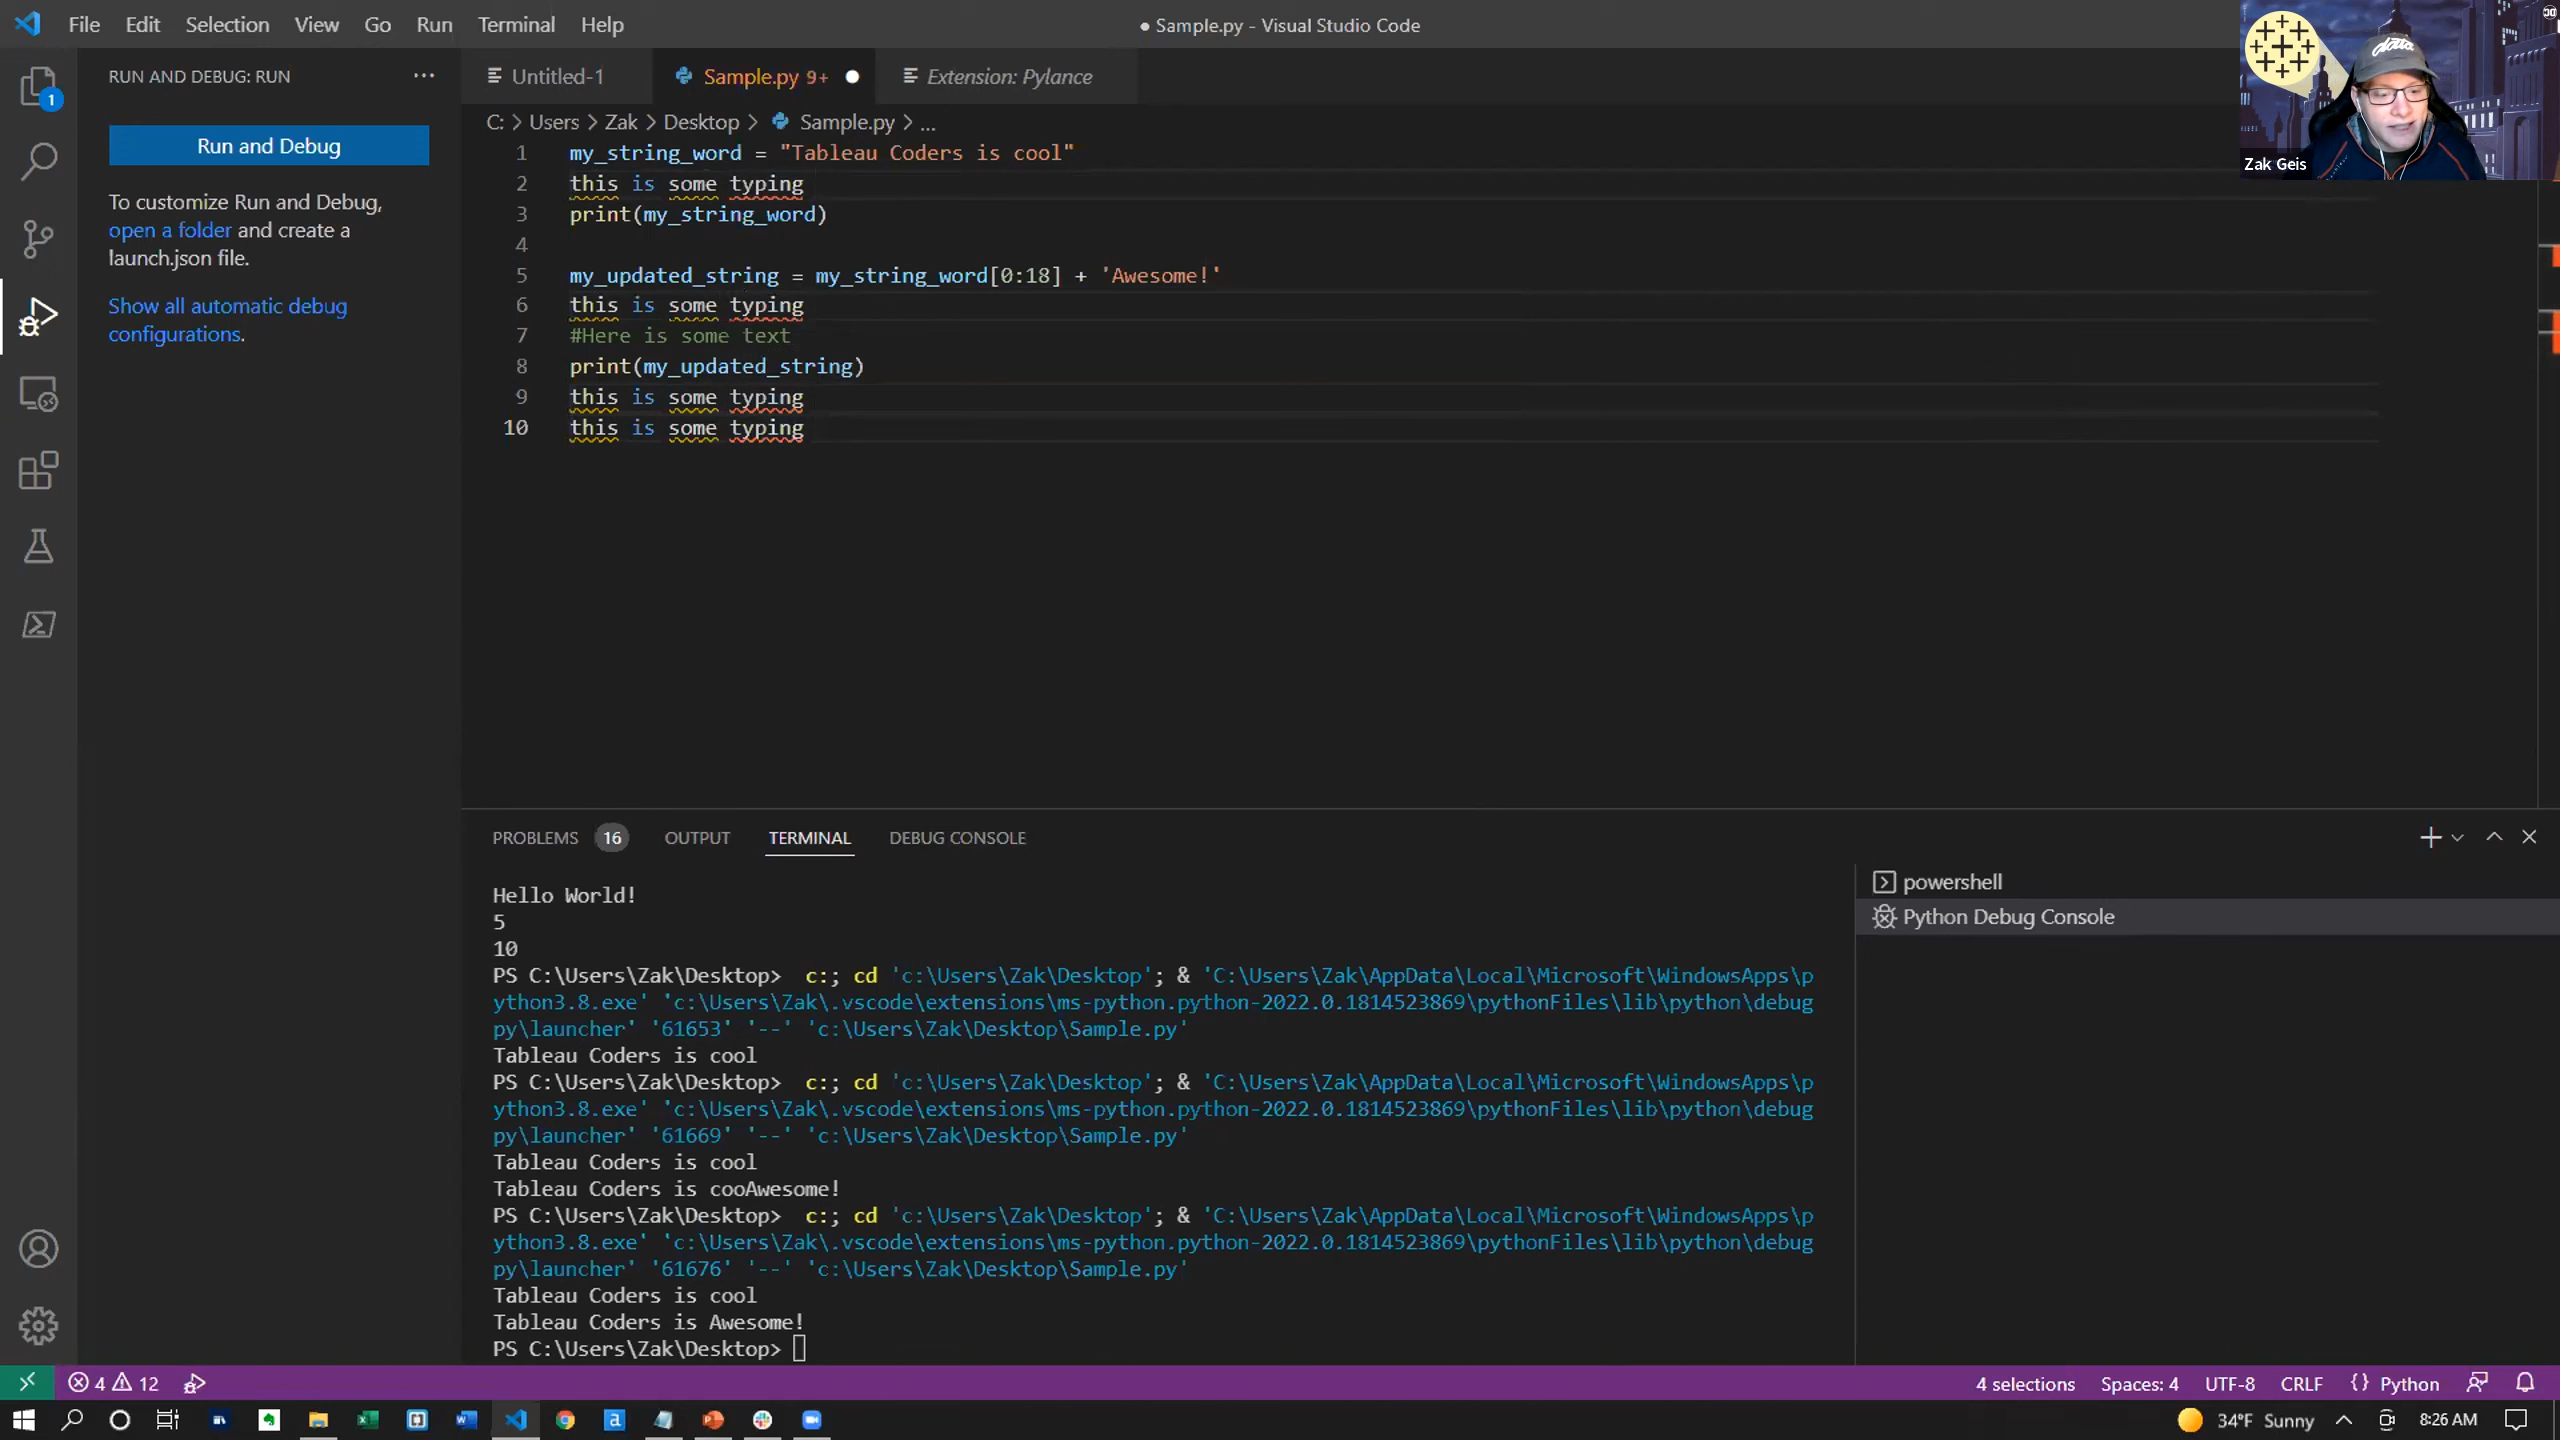 File Edit Selection View Go Run Terminal Help
● Sample.py - Visual Studio Code
data
Zak Geis
RUN AND DEBUG: RUN ...
Untitled-1
Sample.py 9+
Extension: Pylance
C: > Users > Zak > Desktop > Sample.py > ...
1
Run and Debug
To customize Run and Debug,
open a folder and create a
launch.json file.
Show all automatic debug
configurations.
1 my_string_word = "Tableau Coders is cool"
2 this is some typing
3 print(my_string_word)
4
5 my_updated_string = my_string_word[0:18] + 'Awesome!'
6 this is some typing
7 #Here is some text
8 print(my_updated_string)
9 this is some typing
10 this is some typing
PROBLEMS 16 OUTPUT TERMINAL DEBUG CONSOLE
Hello World!
5
10
PS C:\Users\Zak\Desktop>  c:; cd 'c:\Users\Zak\Desktop'; & 'C:\Users\Zak\AppData\Local\Microsoft\WindowsApps\p
ython3.8.exe' 'c:\Users\Zak\.vscode\extensions\ms-python.python-2022.0.1814523869\pythonFiles\lib\python\debug
py\launcher' '61653' '--' 'c:\Users\Zak\Desktop\Sample.py'
Tableau Coders is cool
PS C:\Users\Zak\Desktop>  c:; cd 'c:\Users\Zak\Desktop'; & 'C:\Users\Zak\AppData\Local\Microsoft\WindowsApps\p
ython3.8.exe' 'c:\Users\Zak\.vscode\extensions\ms-python.python-2022.0.1814523869\pythonFiles\lib\python\debug
py\launcher' '61669' '--' 'c:\Users\Zak\Desktop\Sample.py'
Tableau Coders is cool
Tableau Coders is cooAwesome!
PS C:\Users\Zak\Desktop>  c:; cd 'c:\Users\Zak\Desktop'; & 'C:\Users\Zak\AppData\Local\Microsoft\WindowsApps\p
ython3.8.exe' 'c:\Users\Zak\.vscode\extensions\ms-python.python-2022.0.1814523869\pythonFiles\lib\python\debug
py\launcher' '61676' '--' 'c:\Users\Zak\Desktop\Sample.py'
Tableau Coders is cool
Tableau Coders is Awesome!
PS C:\Users\Zak\Desktop>
powershell
Python Debug Console
4 12
4 selections Spaces: 4 UTF-8 CRLF {} Python
34°F Sunny
8:26 AM